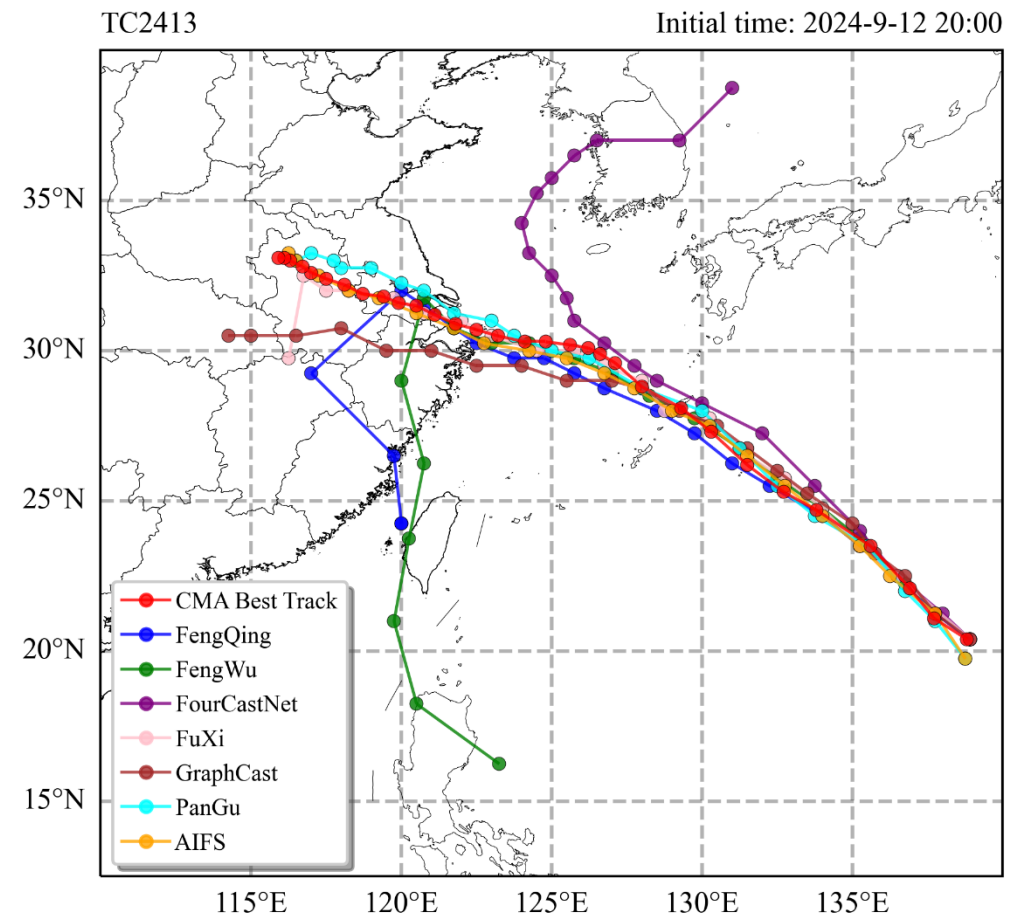 TC2413
Initial time: 2024-9-12 20:00
35°N
30°N
25°N
20°N
15°N
CMA Best Track
FengQing
FengWu
FourCastNet
FuXi
GraphCast
PanGu
AIFS
115°E
120°E
125°E
130°E
135°E